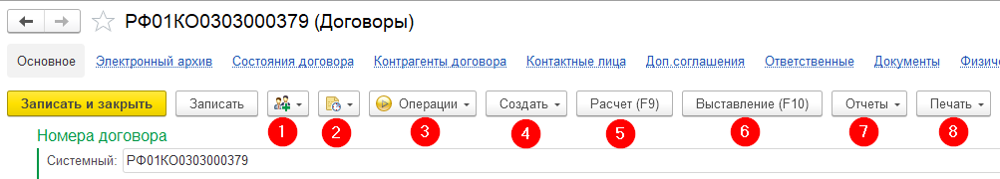 РФ01КО0303000379 (Договоры)
Основное Электронный архив Состояния договора Контрагенты договора Контактные лица Доп.соглашения Ответственные Документы Физиче
Записать и закрыть Записать Операции Создать Расчет (F9) Выставление (F10) Отчеты Печать
1 2 3 4 5 6 7 8
Номера договора
Системный: РФ01КО0303000379